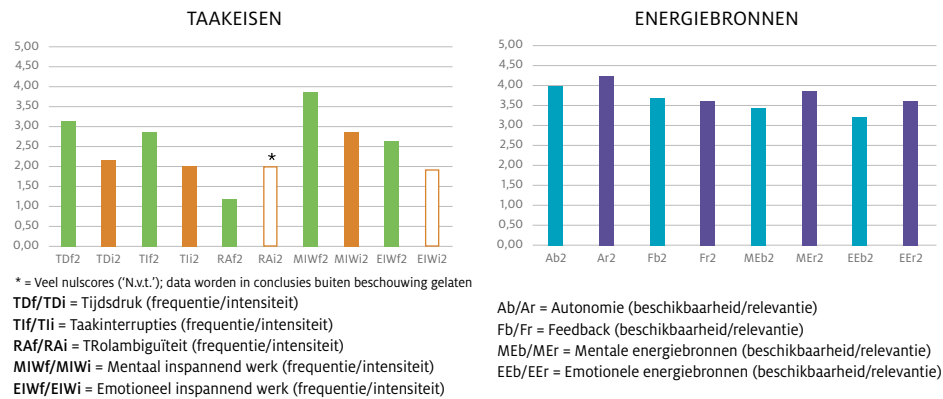 TAAKEISEN
5,00
4,50
4,00
3,50
3,00
2,50
2,00
1,50
1,00
0,50
0,00
*
TDf2 TDi2 TIf2 TIi2 RAf2 RAi2 MIWf2 MIWi2 EIWf2 EIWi2
* = Veel nulscores (‘N.v.t.’); data worden in conclusies buiten beschouwing gelaten
TDf/TDi = Tijdsdruk (frequentie/intensiteit)
TIf/TIi = Taakinterrupties (frequentie/intensiteit)
RAf/RAi = TRolambiguïteit (frequentie/intensiteit)
MIWf/MIWi = Mentaal inspannend werk (frequentie/intensiteit)
EIWf/EIWi = Emotioneel inspannend werk (frequentie/intensiteit)
ENERGIEBRONNEN
5,00
4,50
4,00
3,50
3,00
2,50
2,00
1,50
1,00
0,50
0,00
Ab2 Ar2 Fb2 Fr2 MEb2 MEr2 EEb2 EEr2
Ab/Ar = Autonomie (beschikbaarheid/relevantie)
Fb/Fr = Feedback (beschikbaarheid/relevantie)
MEb/MEr = Mentale energiebronnen (beschikbaarheid/relevantie)
EEb/EEr = Emotionele energiebronnen (beschikbaarheid/relevantie)